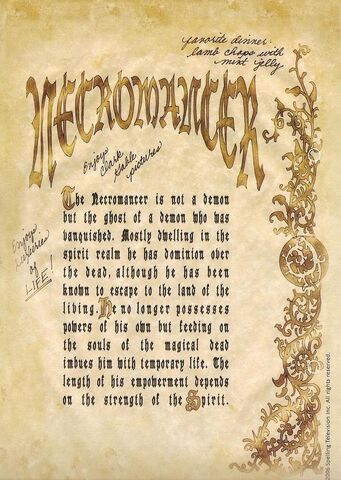 favorite dinner
lamb chops with
mint jelly
NECROMANCER
Enjoys
Clark
Gable
pictures
The Necromancer is not a demon
but the ghost of a demon who was
vanquished. Mostly dwelling in the
spirit realm he has dominion over
the dead, although he has been
known to escape to the land of the
living. He no longer possesses
powers of his own but feeding on
the souls of the magical dead
imbues him with temporary life. The
length of his empowerment depends
on the strength of the Spirit.
Enjoys
of
LIFE!
2006 Spelling Television Inc. All rights reserved.